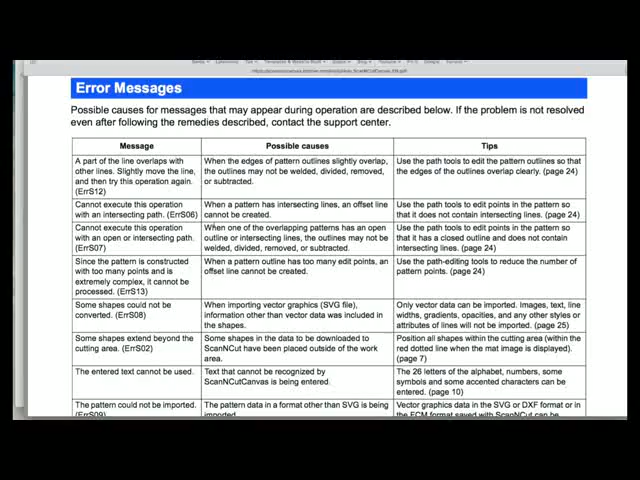 Error Messages
Possible causes for messages that may appear during operation are described below. If the problem is not resolved
even after following the remedies described, contact the support center.
Message Possible causes Tips
A part of the line overlaps with
other lines. Slightly move the line,
and then try this operation again.
(ErrS12)
When the edges of pattern outlines slightly overlap,
the outlines may not be welded, divided, removed,
or subtracted.
Use the path tools to edit the pattern outlines so that
the edges of the outlines overlap clearly. (page 24)
Cannot execute this operation
with an intersecting path. (ErrS06)
When a pattern has intersecting lines, an offset line
cannot be created.
Use the path tools to edit points in the pattern so
that it does not contain intersecting lines. (page 24)
Cannot execute this operation
with an open or intersecting path.
(ErrS07)
When one of the overlapping patterns has an open
outline or intersecting lines, the outlines may not be
welded, divided, removed, or subtracted.
Use the path tools to edit points in the pattern so
that it has a closed outline and does not contain
intersecting lines. (page 24)
Since the pattern is constructed
with too many points and is
extremely complex, it cannot be
processed. (ErrS13)
When a pattern outline has too many edit points, an
offset line cannot be created.
Use the path-editing tools to reduce the number of
pattern points. (page 24)
Some shapes could not be
converted. (ErrS08)
When importing vector graphics (SVG file),
information other than vector data was included in
the shapes.
Only vector data can be imported. Images, text, line
widths, gradients, opacities, and any other styles or
attributes of lines will not be imported. (page 25)
Some shapes extend beyond the
cutting area. (ErrS02)
Some shapes in the data to be downloaded to
ScanNCut have been placed outside of the work
area.
Position all shapes within the cutting area (within the
red dotted line when the mat image is displayed).
(page 7)
The entered text cannot be used.
Text that cannot be recognized by
ScanNCutCanvas is being entered.
The 26 letters of the alphabet, numbers, some
symbols and some accented characters can be
entered. (page 10)
The pattern could not be imported.
(ErrS09)
The pattern data in a format other than SVG is being
imported.
Vector graphics data in the SVG or DXF format or in
the FCM format saved with ScanNCut can be